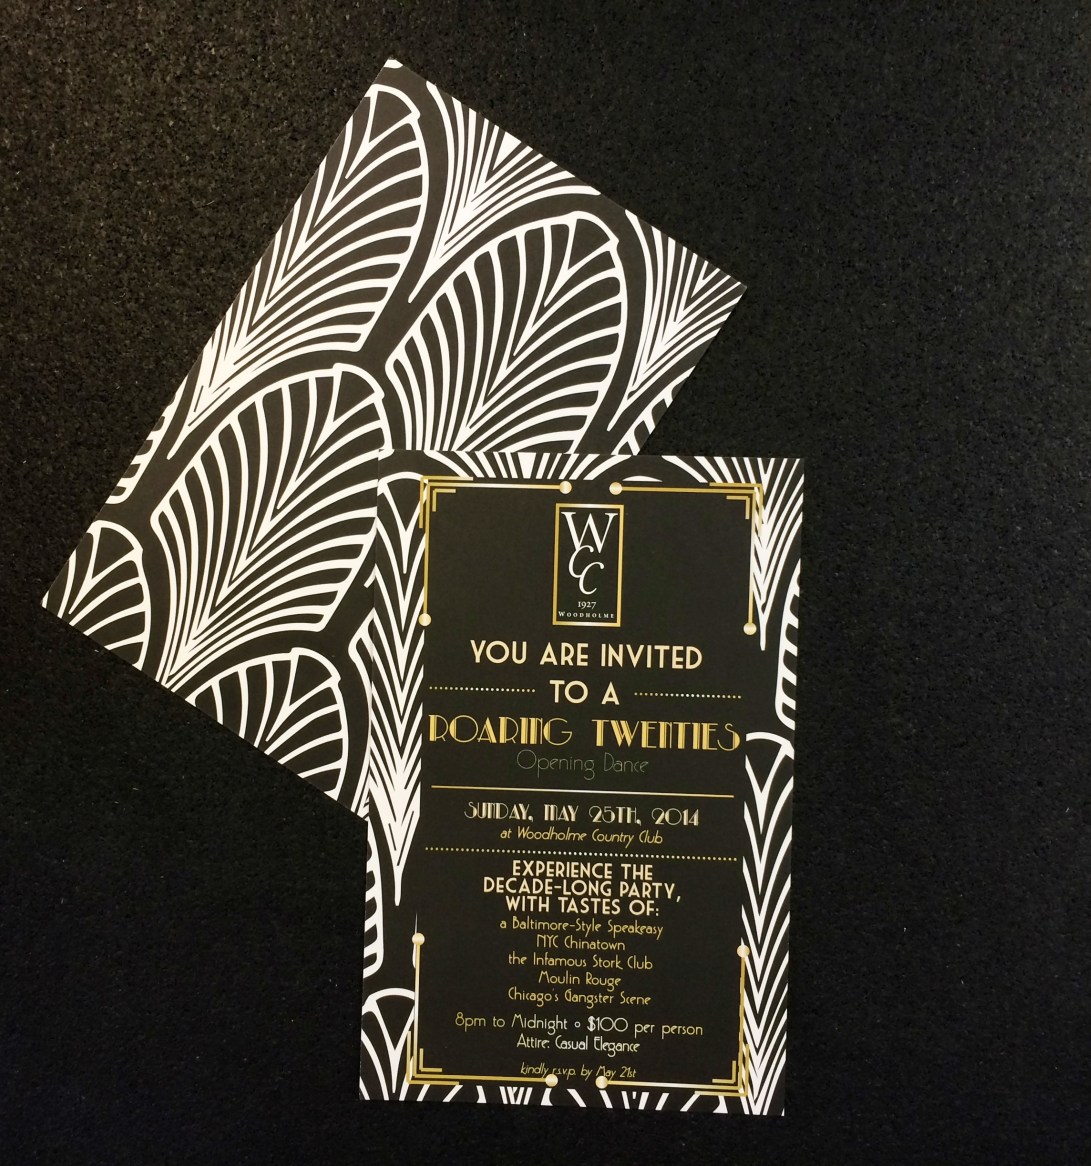 W
C
C
1927
WOODHOLME
YOU ARE INVITED
TO A
ROARING TWENTIES
Opening Dance
SUNDAY, MAY 25TH, 2014
at Woodholme Country Club
EXPERIENCE THE
DECADE-LONG PARTY,
WITH TASTES OF:
a Baltimore-Style Speakeasy
NYC Chinatown
the Infamous Stork Club
Moulin Rouge
Chicago's Gangster Scene
8pm to Midnight ○ $100 per person
Attire: Casual Elegance
kindly r.s.v.p. by May 21st